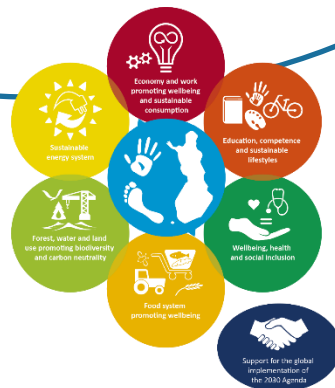 Economy and work
promoting wellbeing
and sustainable
consumption
Sustainable
energy system
Education, competence
and sustainable
lifestyles
Forest, water and land
use promoting biodiversity
and carbon neutrality
Wellbeing, health
and social inclusion
Food system
promoting wellbeing
Support for the global
implementation of
the 2030 Agenda